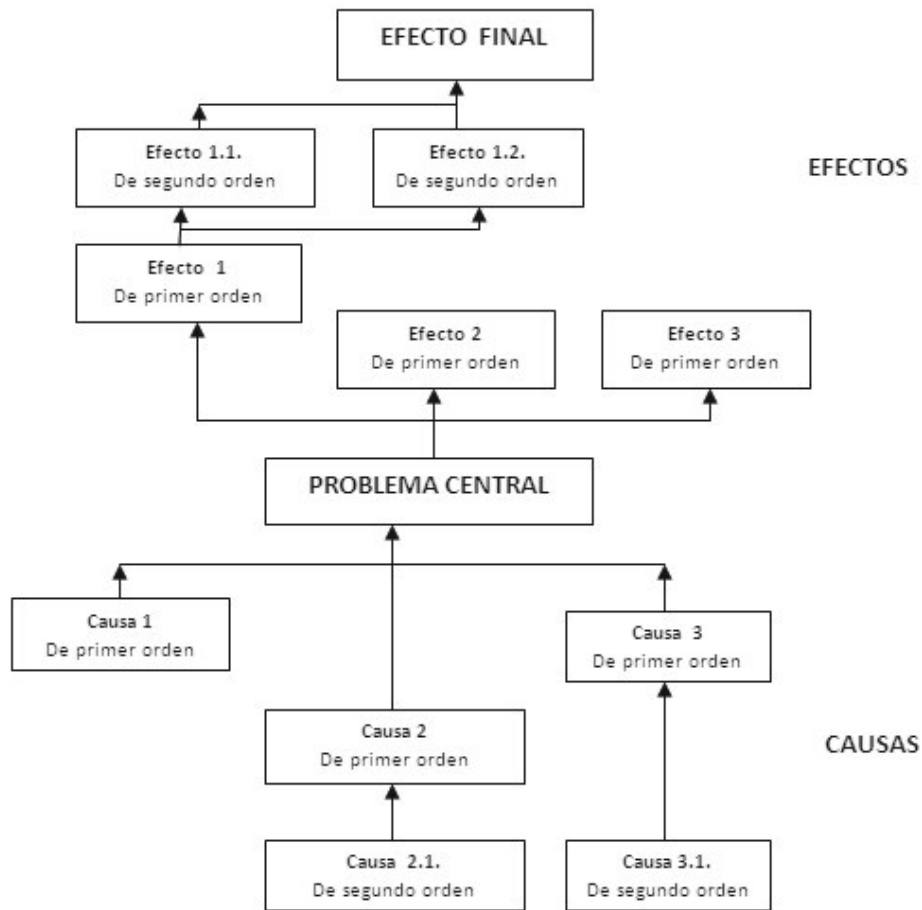 EFECTO FINAL
Efecto 1.1.
De segundo orden
Efecto 1.2.
De segundo orden
EFECTOS
Efecto 1
De primer orden
Efecto 2
De primer orden
Efecto 3
De primer orden
PROBLEMA CENTRAL
Causa 1
De primer orden
Causa 3
De primer orden
Causa 2
De primer orden
CAUSAS
Causa 2.1.
De segundo orden
Causa 3.1.
De segundo orden